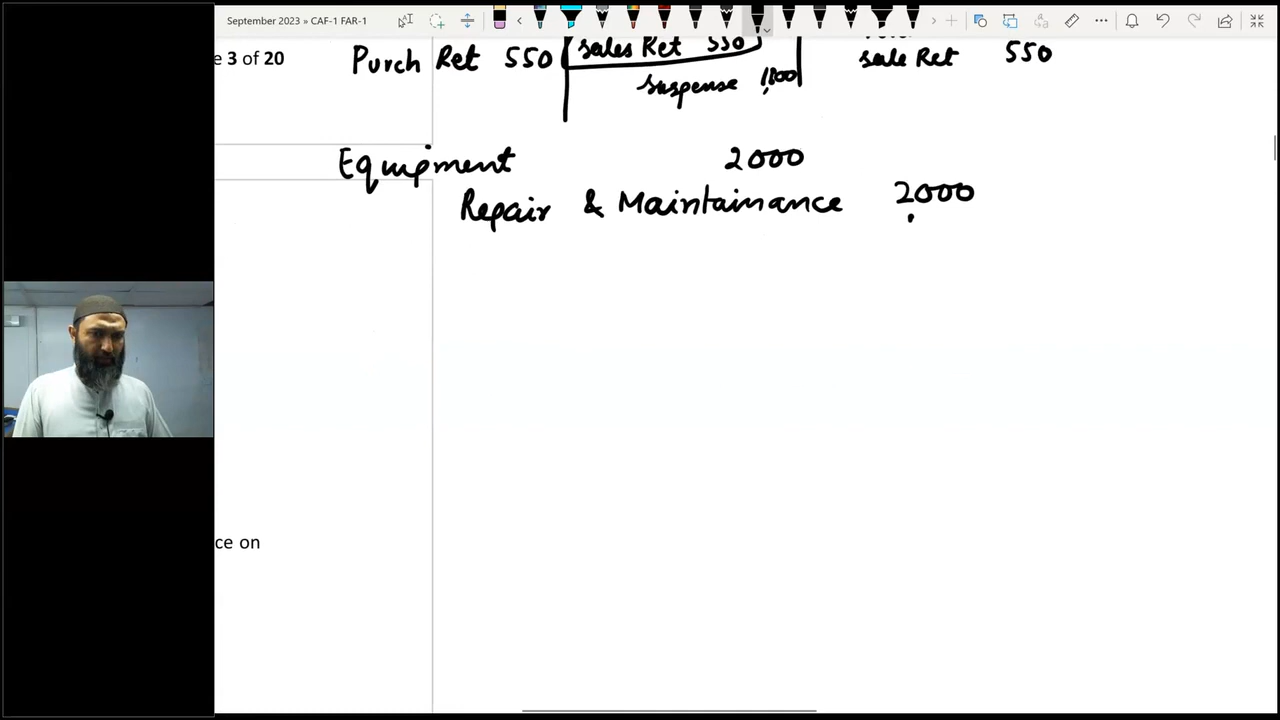 September 2023 » CAF-1 FAR-1
e 3 of 20
Purch Ret 550
sales Ret 550
suspense 1,100
sale Ret 550
Equipment 2000
Repair & Maintainance 2000
ce on